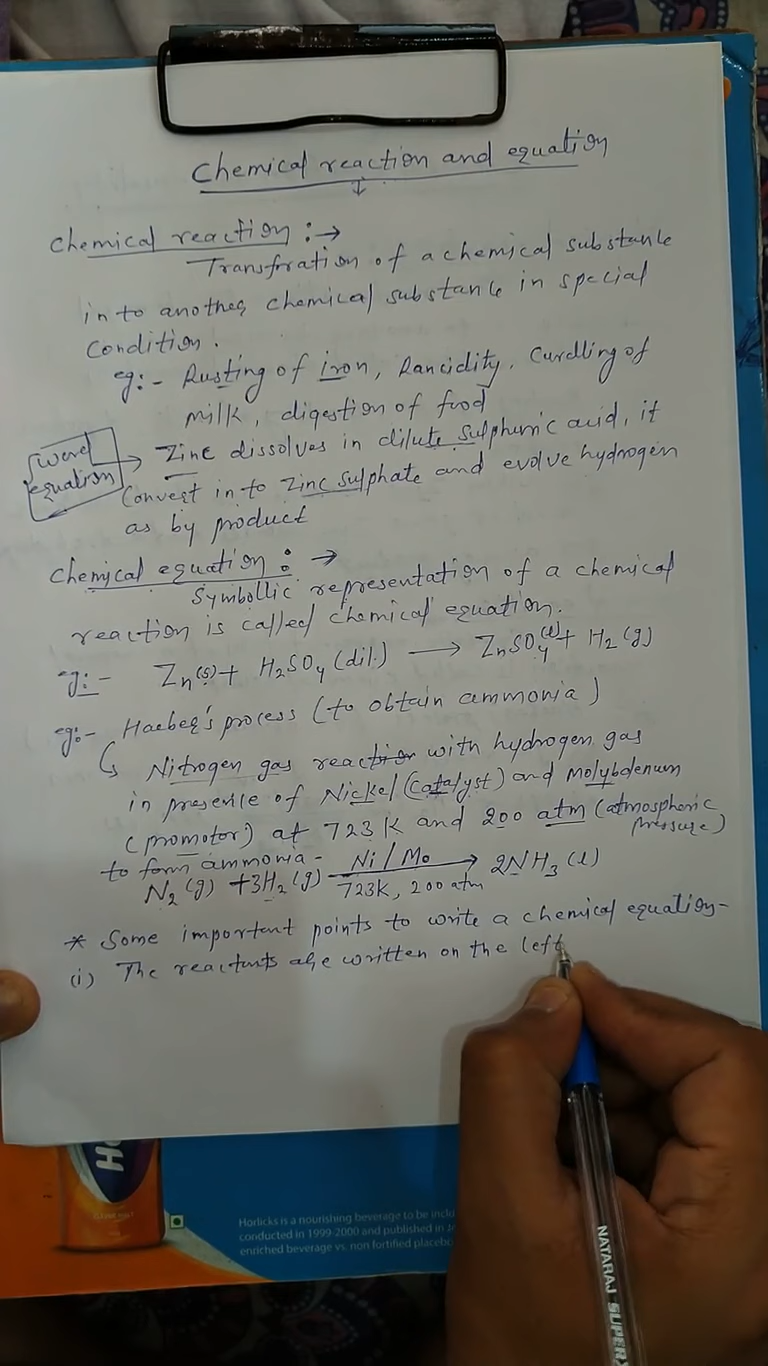 Chemical reaction and equation
Chemical reaction :→
Transfration of a chemical substance
in to another chemical substance in special
Condition.
eg:- Rusting of iron, Rancidity, Curdling of
milk, digestion of food
word equation → Zinc dissolves in dilute sulphuric acid, it
Convert in to Zinc sulphate and evolve hydrogen
as by product
Chemical equation : →
Symbollic representation of a chemical
reaction is called chemical equation.
eg:- Zn(s) + H₂SO₄ (dil.) → ZnSO₄(l) + H₂ (g)
eg:- Haeber's process (to obtain ammonia)
Nitrogen gas reaction with hydrogen gas
in presence of Nickel (catalyst) and Molybdenum
(promotor) at 723 K and 200 atm (atmospheric pressure)
to form ammonia -
N₂ (g) + 3H₂ (g) Ni / Mo → 2NH₃ (l)
723K, 200 atm
* Some important points to write a chemical equation-
(i) The reactants are written on the left
Horlicks is a nourishing beverage to be
conducted in 1999-2000 and published in
enriched beverage vs. non fortified
NATARAJ SUPER